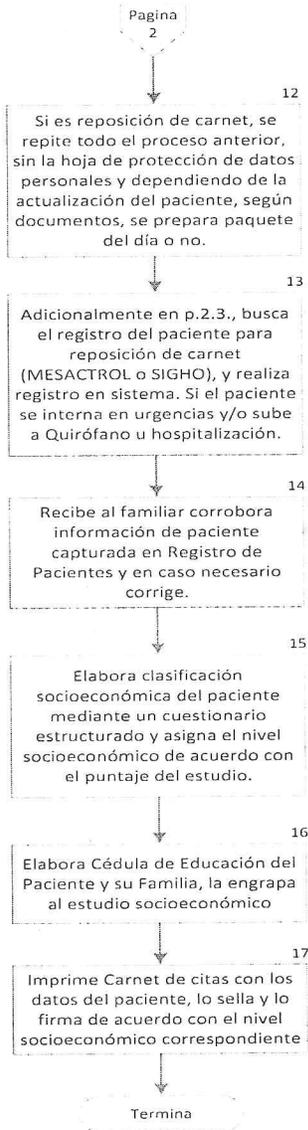 Pagina
2
12
Si es reposición de carnet, se
repite todo el proceso anterior,
sin la hoja de protección de datos
personales y dependiendo de la
actualización del paciente, según
documentos, se prepara paquete
del día o no.
13
Adicionalmente en p.2.3., busca
el registro del paciente para
reposición de carnet
(MESACTROL o SIGHO), y realiza
registro en sistema. Si el paciente
se interna en urgencias y/o sube
a Quirófano u hospitalización.
14
Recibe al familiar corrobora
información de paciente
capturada en Registro de
Pacientes y en caso necesario
corrige.
15
Elabora clasificación
socioeconómica del paciente
mediante un cuestionario
estructurado y asigna el nivel
socioeconómico de acuerdo con
el puntaje del estudio.
16
Elabora Cédula de Educación del
Paciente y su Familia, la engrapa
al estudio socioeconómico
17
Imprime Carnet de citas con los
datos del paciente, lo sella y lo
firma de acuerdo con el nivel
socioeconómico correspondiente
Termina